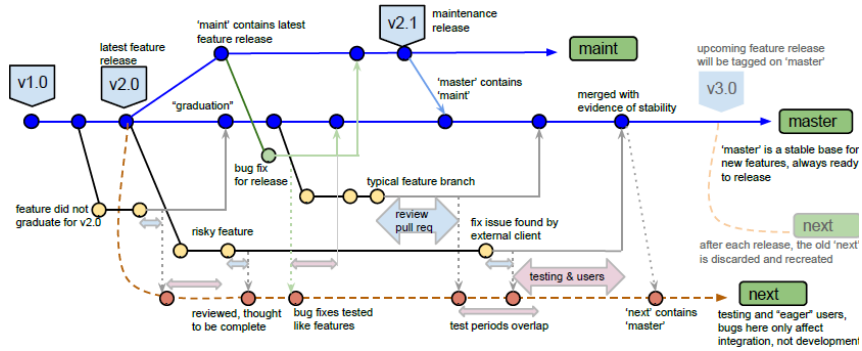 'maint' contains latest
feature release
v2.1
maintenance
release
maint
upcoming feature release
will be tagged on 'master'
latest feature
release
v1.0
v2.0
v3.0
'master' contains
'maint'
"graduation"
merged with
evidence of stability
master
bug fix
for release
'master' is a stable base for
new features, always ready
to release
typical feature branch
feature did not
graduate for v2.0
review
pull req
fix issue found by
external client
next
risky feature
after each release, the old 'next'
is discarded and recreated
testing & users
next
reviewed, thought
to be complete
bug fixes tested
like features
test periods overlap
'next' contains
'master'
testing and "eager" users,
bugs here only affect
integration, not development